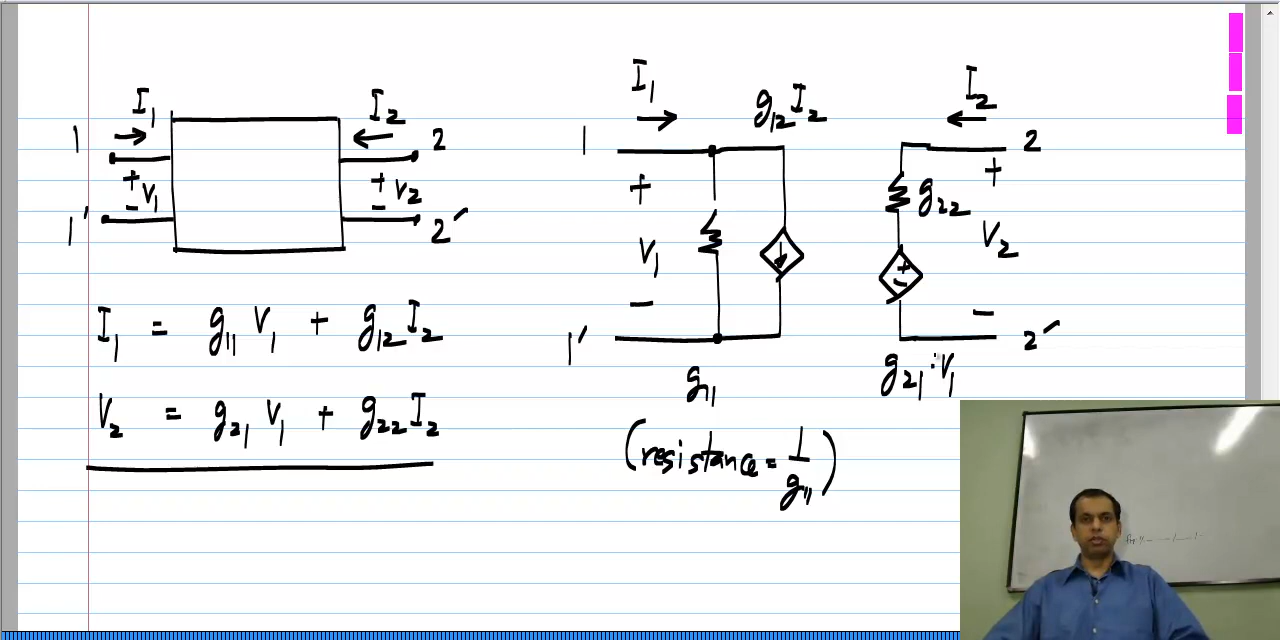 I₁ I₂
1 2
+ V₁ - + V₂ -
1′ 2′
I₁ = g₁₁ V₁ + g₁₂ I₂
V₂ = g₂₁ V₁ + g₂₂ I₂
I₁ g₁₂ I₂ I₂
1 2
+ +
g₂₂
V₁ V₂
+
-
- -
1′ 2′
g₁₁ g₂₁ · V₁
(resistance = 1/g₁₁)